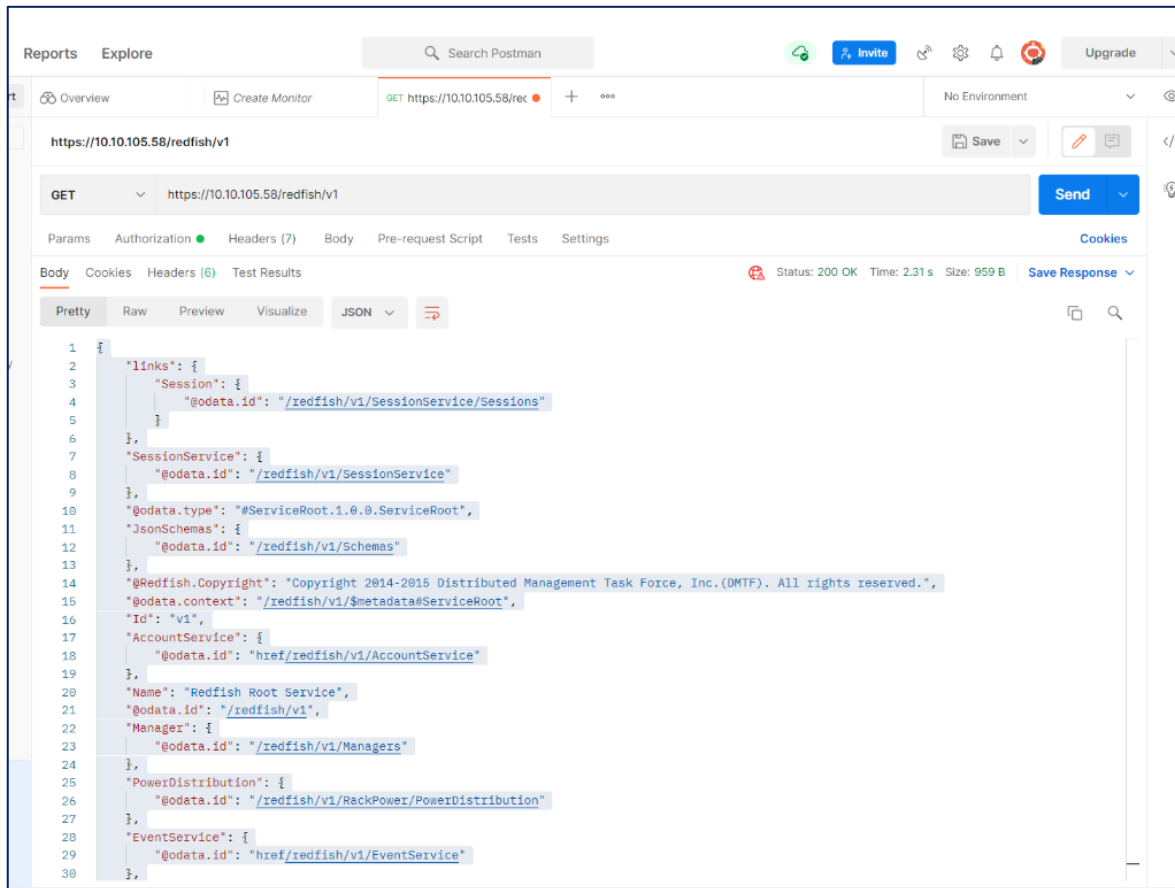 Reports Explore Search Postman Invite Upgrade
rt Overview Create Monitor GET https://10.10.105.58/rec + ooo No Environment
https://10.10.105.58/redfish/v1 Save </
GET https://10.10.105.58/redfish/v1 Send
Params Authorization Headers (7) Body Pre-request Script Tests Settings Cookies
Body Cookies Headers (6) Test Results Status: 200 OK Time: 2.31 s Size: 959 B Save Response
Pretty Raw Preview Visualize JSON
1 {
2 "links": {
3 "Session": {
4 "@odata.id": "/redfish/v1/SessionService/Sessions"
5 }
6 },
7 "SessionService": {
8 "@odata.id": "/redfish/v1/SessionService"
9 },
10 "@odata.type": "#ServiceRoot.1.0.0.ServiceRoot",
11 "JsonSchemas": {
12 "@odata.id": "/redfish/v1/Schemas"
13 },
14 "@Redfish.Copyright": "Copyright 2014-2015 Distributed Management Task Force, Inc.(DMTF). All rights reserved.",
15 "@odata.context": "/redfish/v1/$metadata#ServiceRoot",
16 "Id": "v1",
17 "AccountService": {
18 "@odata.id": "href/redfish/v1/AccountService"
19 },
20 "Name": "Redfish Root Service",
21 "@odata.id": "/redfish/v1",
22 "Manager": {
23 "@odata.id": "/redfish/v1/Managers"
24 },
25 "PowerDistribution": {
26 "@odata.id": "/redfish/v1/RackPower/PowerDistribution"
27 },
28 "EventService": {
29 "@odata.id": "href/redfish/v1/EventService"
30 },